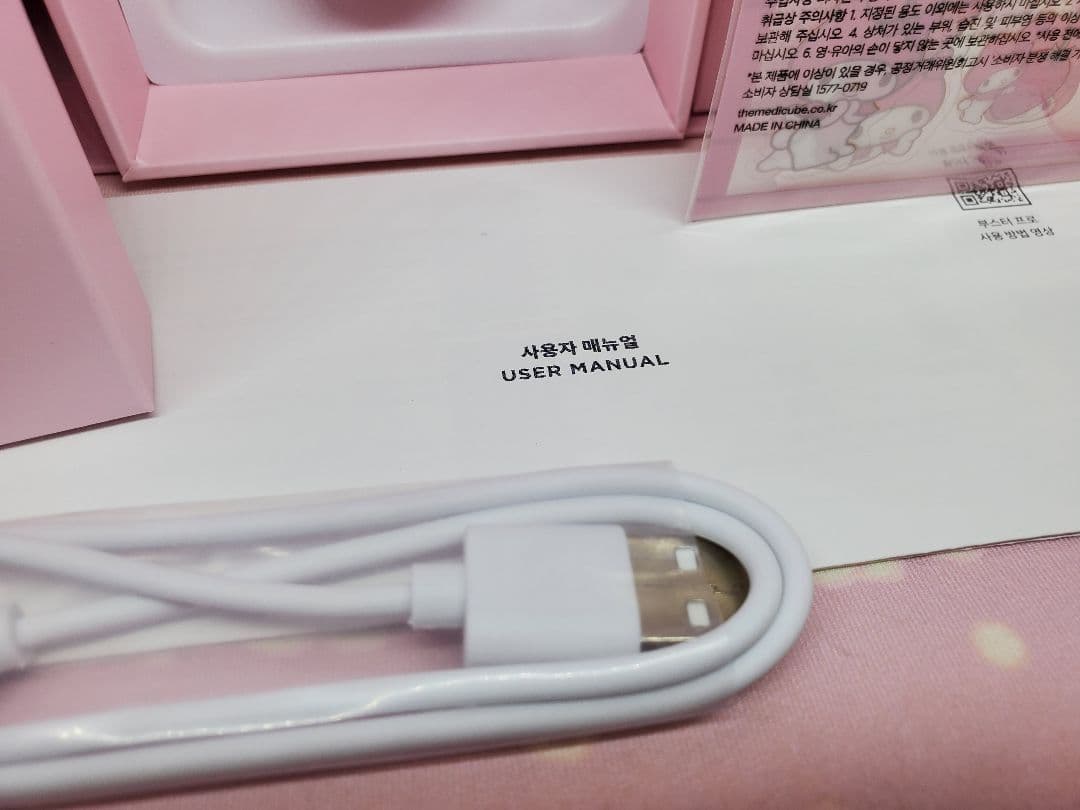 취급상 주의사항 1. 지정된 용도 이외에는 사용하지 마십시오 2
보관해 주십시오 4. 상처가 있는 부위, 습진 및 피부염 등의 이상
마십시오 6. 영·유아의 손이 닿지 않는 곳에 보관하십시오 *사용 전에
*본 제품에 이상이 있을 경우, 공정거래위원회고시 '소비자 분쟁 해결 기
소비자 상담실 1577-0719
themedicube.co.kr
MADE IN CHINA
부스터 프로
사용 방법 영상
사용자 매뉴얼
USER MANUAL